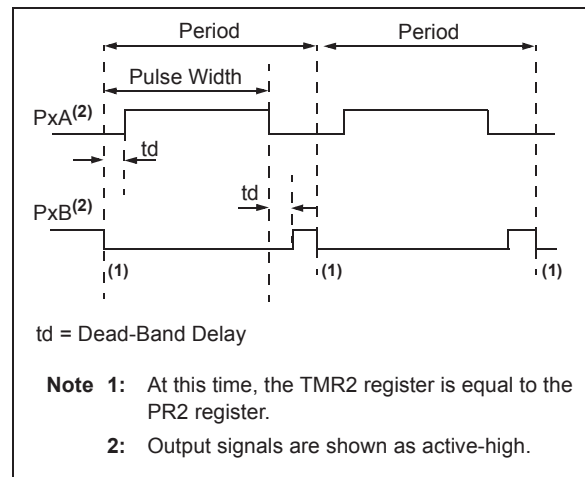 Period Period
Pulse Width
PxA(2)
td
td
PxB(2)
(1) (1) (1)
td = Dead-Band Delay
Note 1: At this time, the TMR2 register is equal to the
PR2 register.
2: Output signals are shown as active-high.